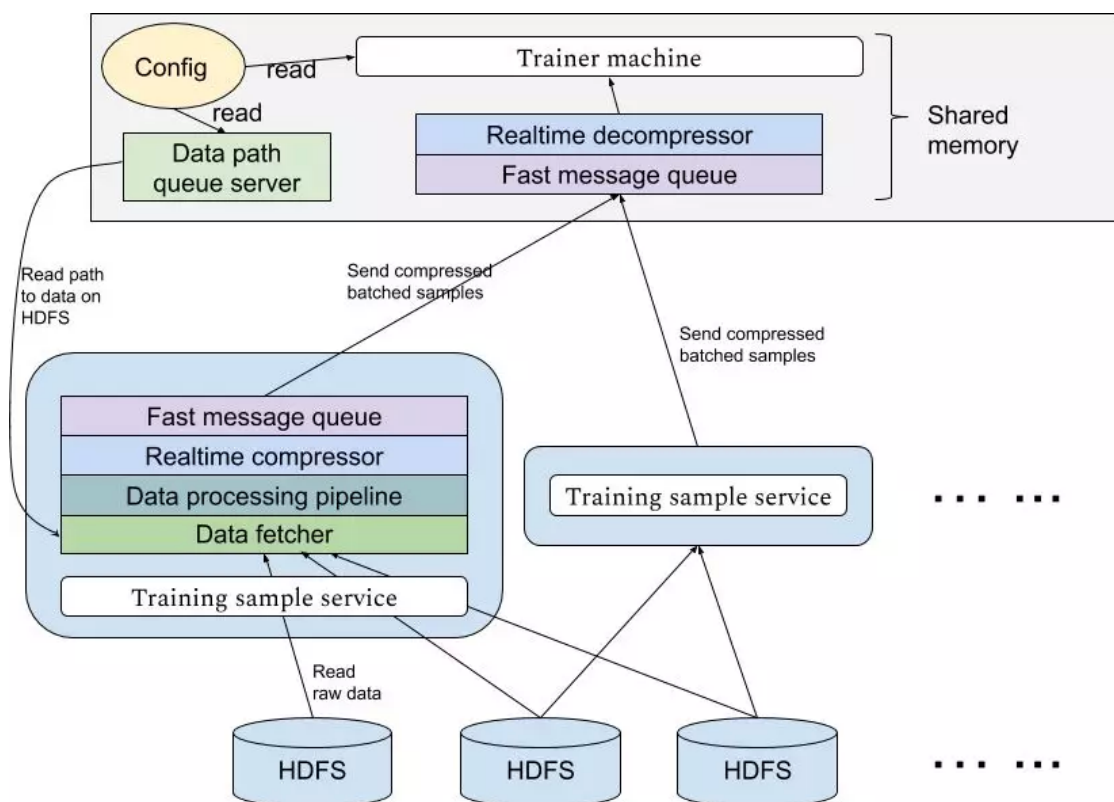 Config
read
read
Trainer machine
Realtime decompressor
Fast message queue
Shared
memory
Data path
queue server
Read path
to data on
HDFS
Send compressed
batched samples
Send compressed
batched samples
Fast message queue
Realtime compressor
Data processing pipeline
Data fetcher
Training sample service
Training sample service
... ...
Read
raw data
HDFS
HDFS
HDFS
... ...